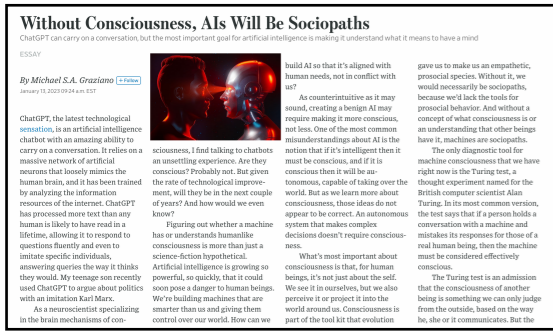 Without Consciousness, AIs Will Be Sociopaths
ChatGPT can carry on a conversation, but the most important goal for artificial intelligence is making it understand what it means to have a mind
ESSAY
By Michael S.A. Graziano + Follow
January 13, 2023 09:24 a.m. EST
ChatGPT, the latest technological
sensation, is an artificial intelligence
chatbot with an amazing ability to
carry on a conversation. It relies on a
massive network of artificial
neurons that loosely mimics the
human brain, and it has been trained
by analyzing the information
resources of the internet. ChatGPT
has processed more text than any
human is likely to have read in a
lifetime, allowing it to respond to
questions fluently and even to
imitate specific individuals,
answering queries the way it thinks
they would. My teenage son recently
used ChatGPT to argue about politics
with an imitation Karl Marx.
As a neuroscientist specializing
in the brain mechanisms of con-
sciousness, I find talking to chatbots
an unsettling experience. Are they
conscious? Probably not. But given
the rate of technological improve-
ment, will they be in the next couple
of years? And how would we even
know?
Figuring out whether a machine
has or understands humanlike
consciousness is more than just a
science-fiction hypothetical.
Artificial intelligence is growing so
powerful, so quickly, that it could
soon pose a danger to human beings.
We're building machines that are
smarter than us and giving them
control over our world. How can we
build AI so that it's aligned with
human needs, not in conflict with
us?
As counterintuitive as it may
sound, creating a benign AI may
require making it more conscious,
not less. One of the most common
misunderstandings about AI is the
notion that if it's intelligent then it
must be conscious, and if it is
conscious then it will be au-
tonomous, capable of taking over the
world. But as we learn more about
consciousness, those ideas do not
appear to be correct. An autonomous
system that makes complex
decisions doesn't require conscious-
ness.
What's most important about
consciousness is that, for human
beings, it's not just about the self.
We see it in ourselves, but we also
perceive it or project it into the
world around us. Consciousness is
part of the tool kit that evolution
gave us to make us an empathetic,
prosocial species. Without it, we
would necessarily be sociopaths,
because we'd lack the tools for
prosocial behavior. And without a
concept of what consciousness is or
an understanding that other beings
have it, machines are sociopaths.
The only diagnostic tool for
machine consciousness that we have
right now is the Turing test, a
thought experiment named for the
British computer scientist Alan
Turing. In its most common version,
the test says that if a person holds a
conversation with a machine and
mistakes its responses for those of a
real human being, then the machine
must be considered effectively
conscious.
The Turing test is an admission
that the consciousness of another
being is something we can only judge
from the outside, based on the way
he, she or it communicates. But the